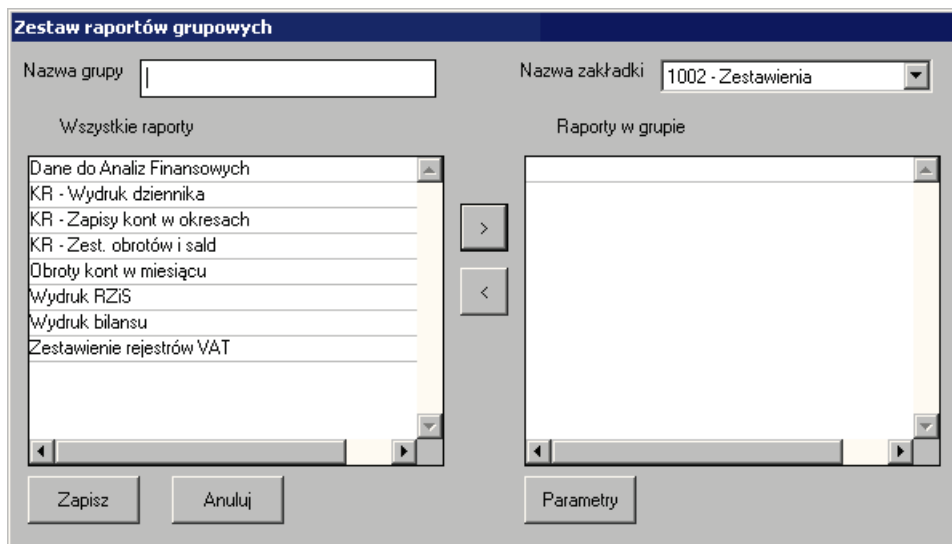 Zestaw raportów grupowych
Nazwa grupy
Nazwa zakładki 1002 - Zestawienia
Wszystkie raporty
Raporty w grupie
Dane do Analiz Finansowych
KR - Wydruk dziennika
KR - Zapisy kont w okresach
KR - Zest. obrotów i sald
Obroty kont w miesiącu
Wydruk RZiS
Wydruk bilansu
Zestawienie rejestrów VAT
>
<
Zapisz
Anuluj
Parametry